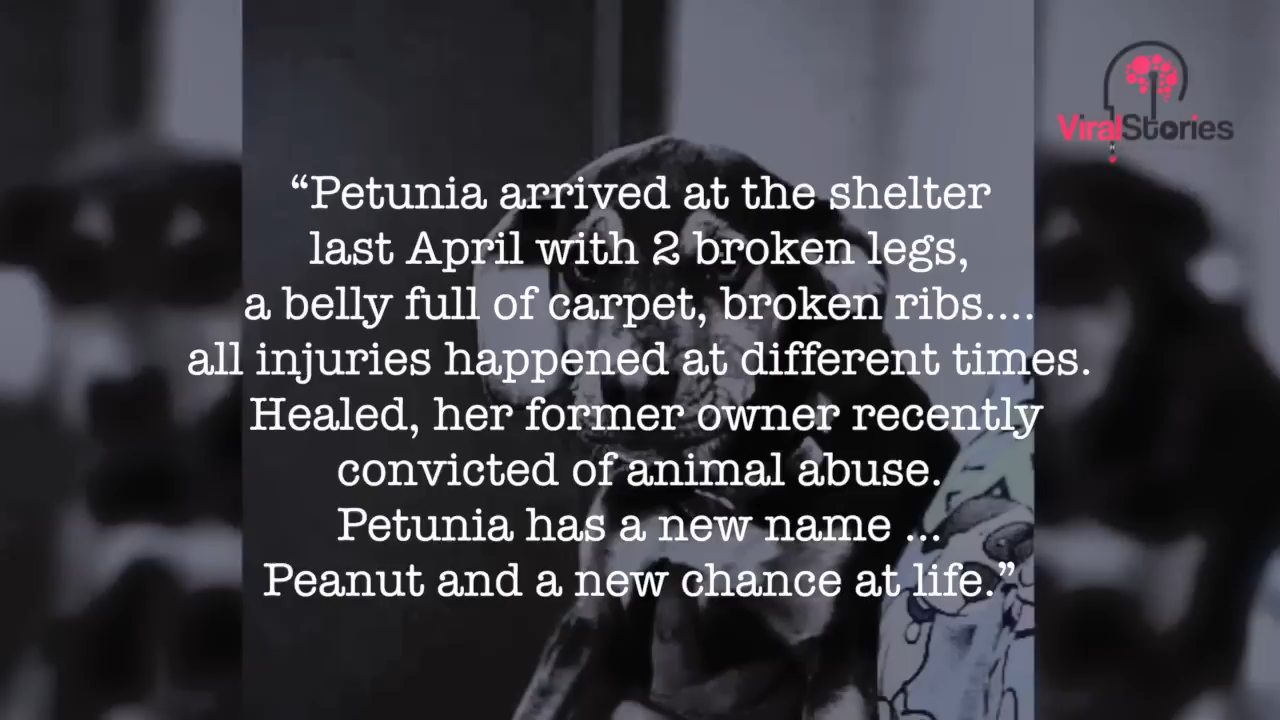 ViralStories
“Petunia arrived at the shelter
last April with 2 broken legs,
a belly full of carpet, broken ribs....
all injuries happened at different times.
Healed, her former owner recently
convicted of animal abuse.
Petunia has a new name ...
Peanut and a new chance at life.”